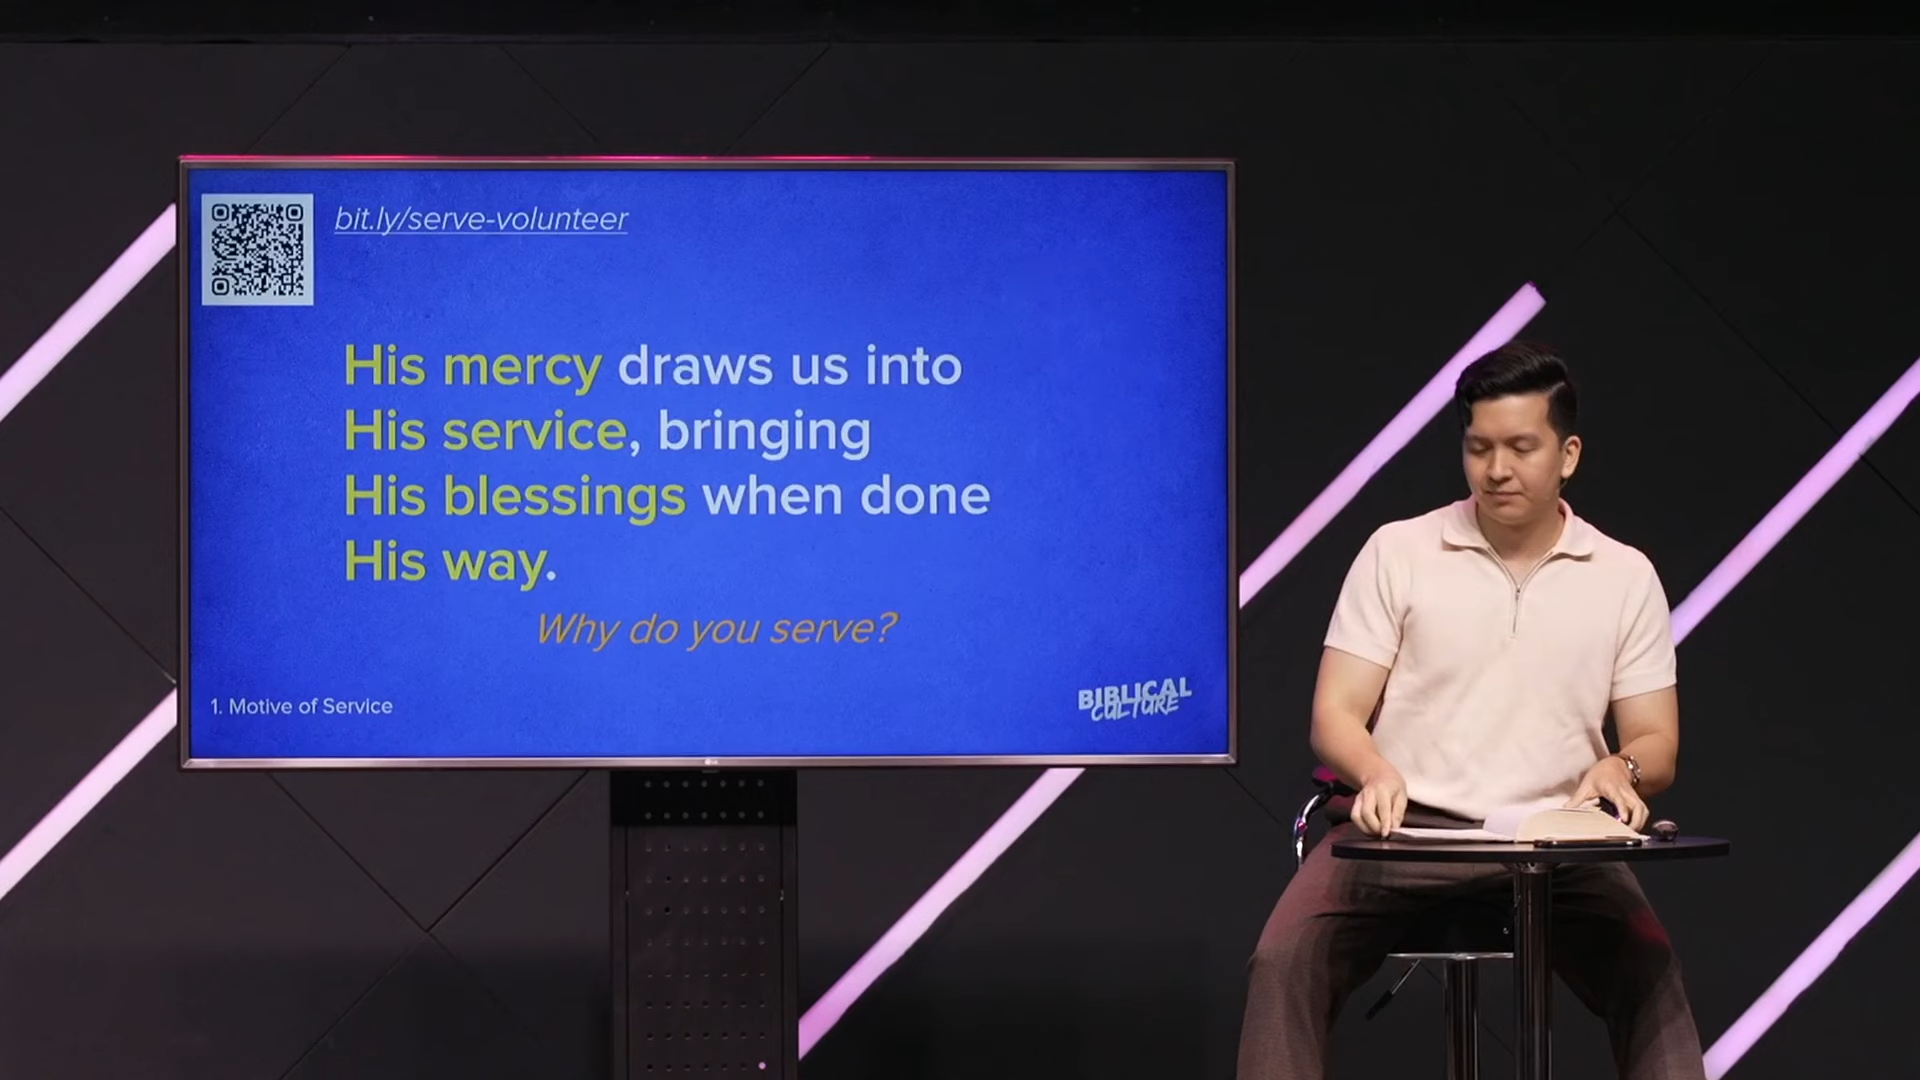 bit.ly/serve-volunteer
His mercy draws us into
His service, bringing
His blessings when done
His way.
Why do you serve?
1. Motive of Service
BIBLICAL
CULTURE
LG